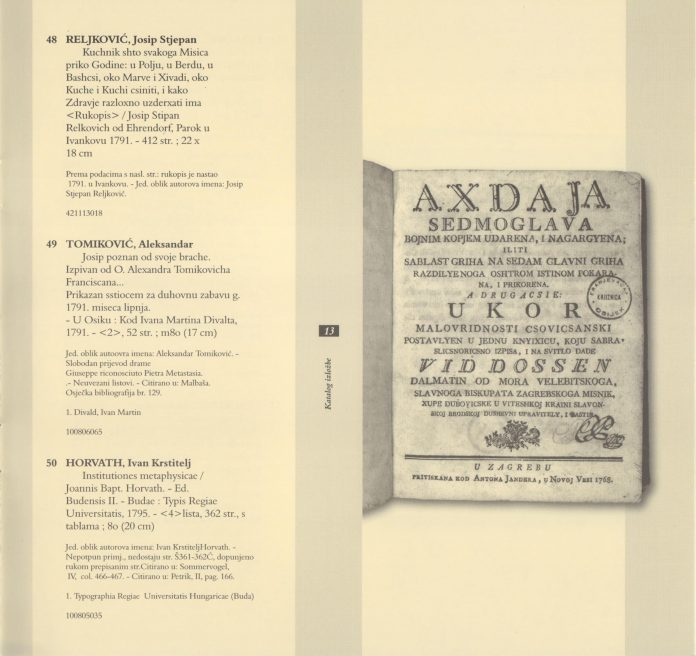 48 RELJKOVIĆ, Josip Stjepan
Kuchnik shto svakoga Misica
priko Godine: u Polju, u Berdu, u
Bashcsi, oko Marve i Xivadi, oko
Kuche i Kuchi csiniti, i kako
Zdravje razloxno uzderxati ima
<Rukopis> / Josip Stipan
Relkovich od Ehrendorf, Parok u
Ivankovu 1791. - 412 str. ; 22 x
18 cm
Prema podacima s nasl. str.: rukopis je nastao
1791. u Ivankovu. - Jed. oblik autorova imena: Josip
Stjepan Reljković.
421113018
49 TOMIKOVIĆ, Aleksandar
Josip poznan od svoje brache.
Izpivan od O. Alexandra Tomikovicha
Franciscana...
Prikazan sstiocem za duhovnu zabavu g.
1791. miseca lipnja.
- U Osiku : Kod Ivana Martina Divalta,
1791. - <2>, 52 str. ; m8o (17 cm)
Jed. oblik autoovra imena: Aleksandar Tomiković. -
Slobodan prijevod drame
Giuseppe riconosciuto Pietra Metastasia.
.- Neuvezani listovi. - Citirano u: Malbaša.
Osječka bibliografija br. 129.
1. Divald, Ivan Martin
100806065
50 HORVATH, Ivan Krstitelj
Institutiones metaphysicae /
Joannis Bapt. Horvath. - Ed.
Budensis II. - Budae : Typis Regiae
Universitatis, 1795. - <4>lista, 362 str., s
tablama ; 8o (20 cm)
Jed. oblik autorova imena: Ivan KrstiteljHorvath. -
Nepotpun primj., nedostaju str. Š361-362Ć, dopunjeno
rukom prepisanim str.Citirano u: Sommervogel,
IV, col. 466-467. - Citirano u: Petrik, II, pag. 166.
1. Typographia Regiae Universitatis Hungaricae (Buda)
100805035
13
Katalog izložbe
AXDAJA
SEDMOGLAVA
BOJNIM KOPJEM UDARENA, I NAGARGYENA;
ILITI
SABLAST GRIHA NA SEDAM GLAVNI GRIHA
RAZDILYENOGA OSHTROM ISTINOM POKARA-
NA, I PRIKORENA.
A DRUGACSIE:
UKOR
MALOVRIDNOSTI CSOVICSANSKI
POSTAVLYEN U JEDNU KNYIXICU, KOJU SABRA,
SLICSNORICSNO IZPISA, I NA SVITLO DADE
VID DOSSEN
DALMATIN OD MORA VELEBITSKOGA,
SLAVNOGA BISKUPATA ZAGREBSKOGA MISNIK,
XUPE DUBOVICSKE U VITESHKOJ KRAINI SLAVON-
SKOJ BRODSKOJ DUHOVNI UPRAVITELY, I PASTIR.
KNJIŽNICA
OSIJEK
U ZAGREBU
PRITISKANA KOD ANTONA JANDERA, U NOVOJ VESI 1768.